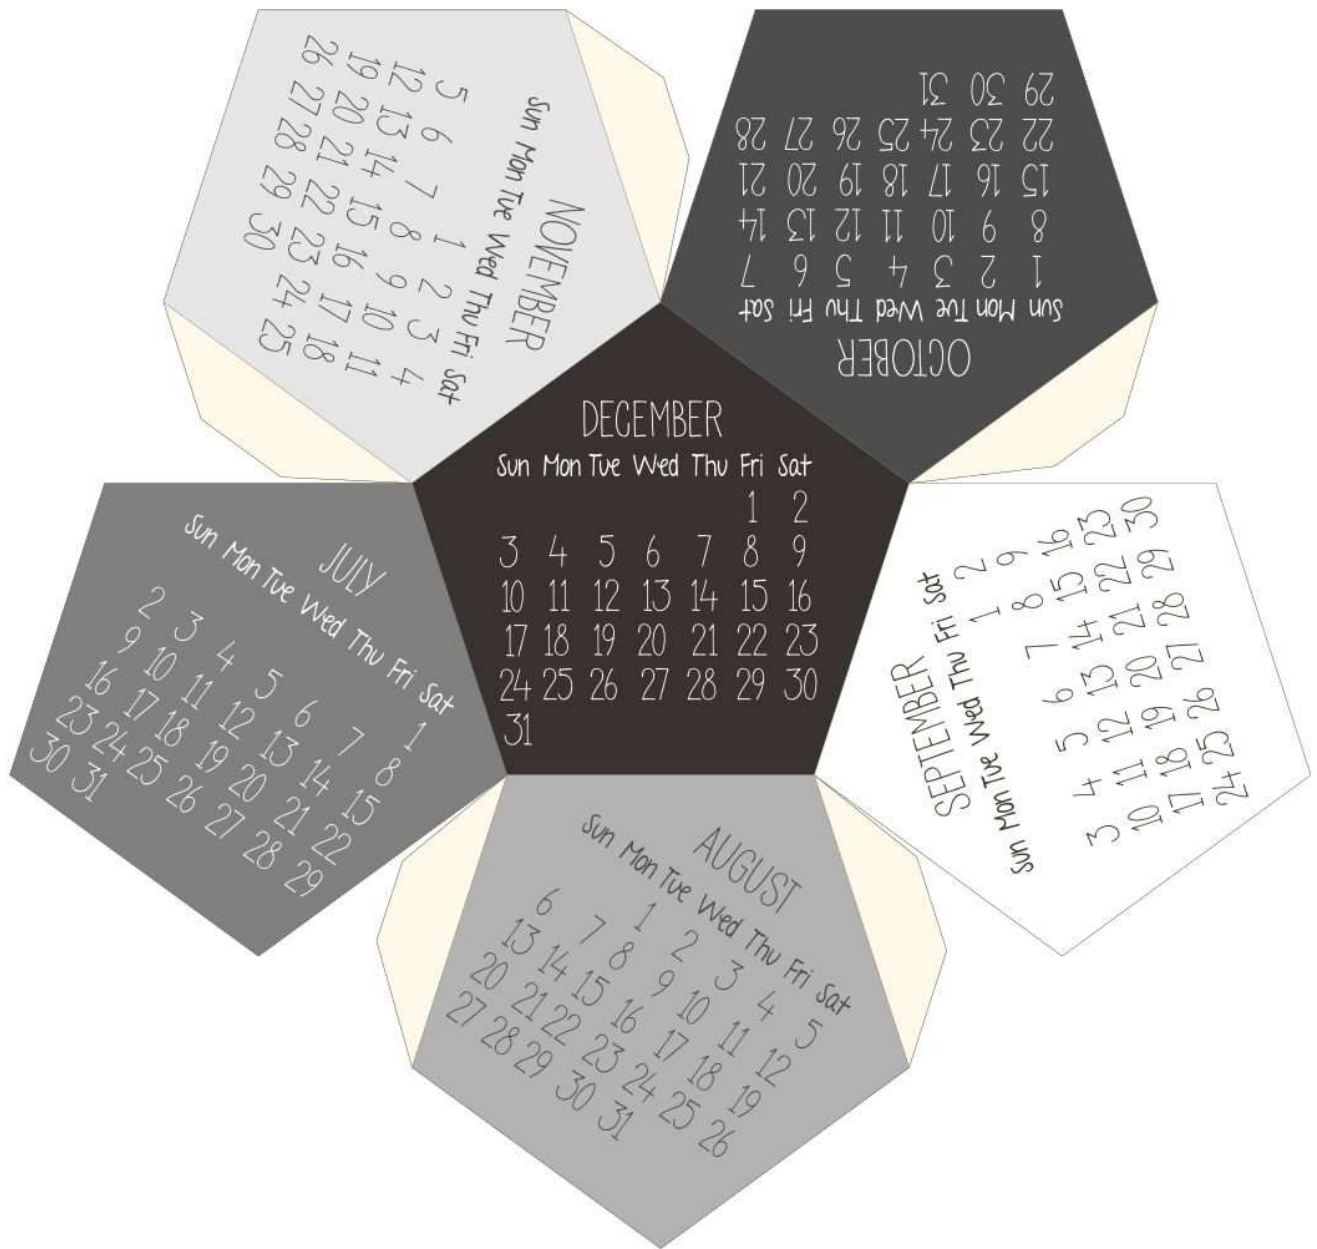 NOVEMBER
Sun Mon Tue Wed Thu Fri Sat
1 2 3 4
5 6 7 8 9 10 11
12 13 14 15 16 17 18
19 20 21 22 23 24 25
26 27 28 29 30
OCTOBER
Sun Mon Tue Wed Thu Fri Sat
1 2 3 4 5 6 7
8 9 10 11 12 13 14
15 16 17 18 19 20 21
22 23 24 25 26 27 28
29 30 31
DECEMBER
Sun Mon Tue Wed Thu Fri Sat
1 2
3 4 5 6 7 8 9
10 11 12 13 14 15 16
17 18 19 20 21 22 23
24 25 26 27 28 29 30
31
JULY
Sun Mon Tue Wed Thu Fri Sat
1
2 3 4 5 6 7 8
9 10 11 12 13 14 15
16 17 18 19 20 21 22
23 24 25 26 27 28 29
30 31
SEPTEMBER
Sun Mon Tue Wed Thu Fri Sat
1 2
3 4 5 6 7 8 9
10 11 12 13 14 15 16
17 18 19 20 21 22 23
24 25 26 27 28 29 30
AUGUST
Sun Mon Tue Wed Thu Fri Sat
1 2 3 4 5
6 7 8 9 10 11 12
13 14 15 16 17 18 19
20 21 22 23 24 25 26
27 28 29 30 31